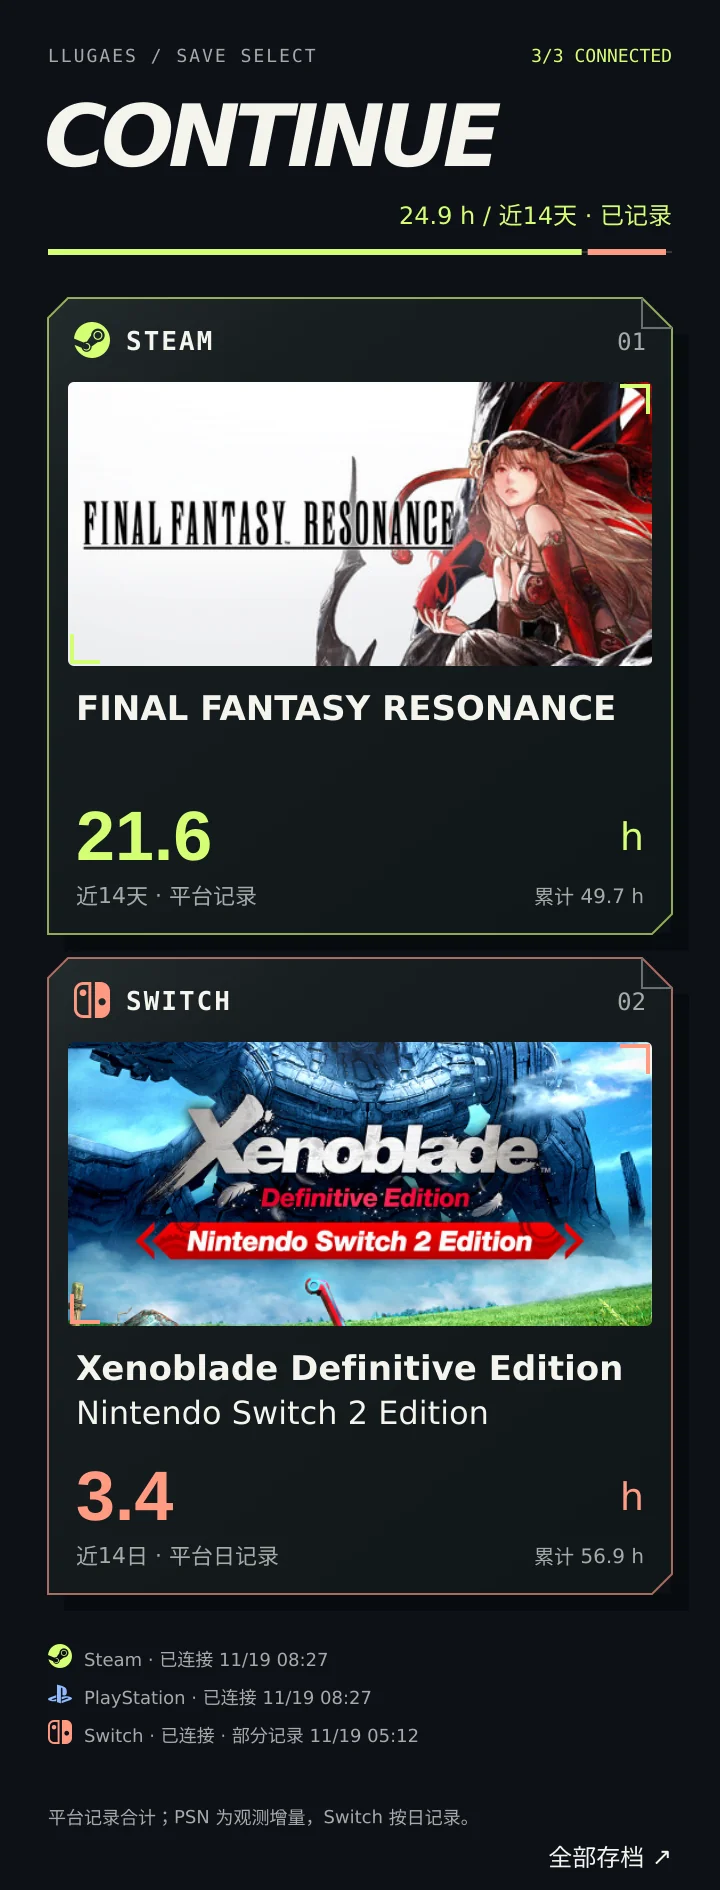 LLUGAES / SAVE SELECT
3/3 CONNECTED
CONTINUE
24.9 h / 近14天 · 已记录
STEAM
01
FINAL FANTASY RESONANCE
FINAL FANTASY RESONANCE
21.6
h
近14天 · 平台记录
累计 49.7 h
SWITCH
02
Xenoblade™
Definitive Edition
Nintendo Switch 2 Edition
Xenoblade Definitive Edition
Nintendo Switch 2 Edition
3.4
h
近14日 · 平台日记录
累计 56.9 h
Steam · 已连接 11/19 08:27
PlayStation · 已连接 11/19 08:27
Switch · 已连接 · 部分记录 11/19 05:12
平台记录合计；PSN 为观测增量，Switch 按日记录。
全部存档 ↗